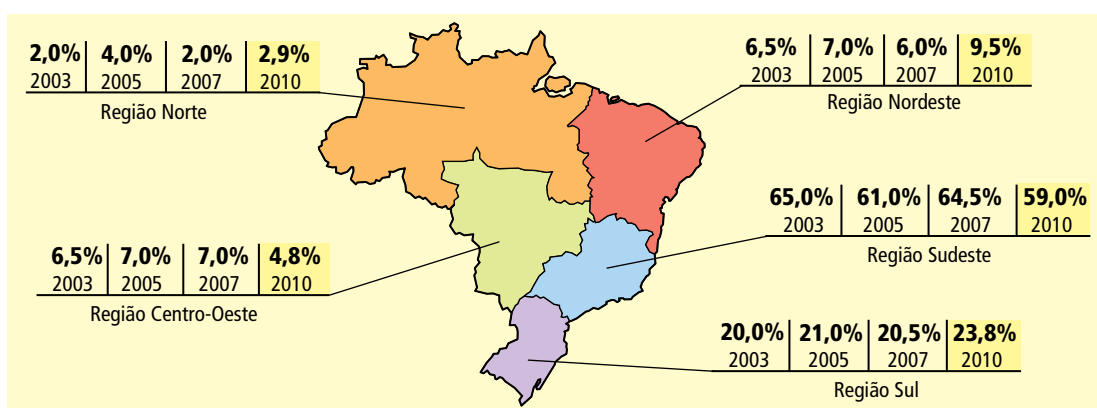 2,0% 4,0% 2,0% 2,9%
2003 2005 2007 2010
Região Norte
6,5% 7,0% 6,0% 9,5%
2003 2005 2007 2010
Região Nordeste
65,0% 61,0% 64,5% 59,0%
2003 2005 2007 2010
Região Sudeste
6,5% 7,0% 7,0% 4,8%
2003 2005 2007 2010
Região Centro-Oeste
20,0% 21,0% 20,5% 23,8%
2003 2005 2007 2010
Região Sul